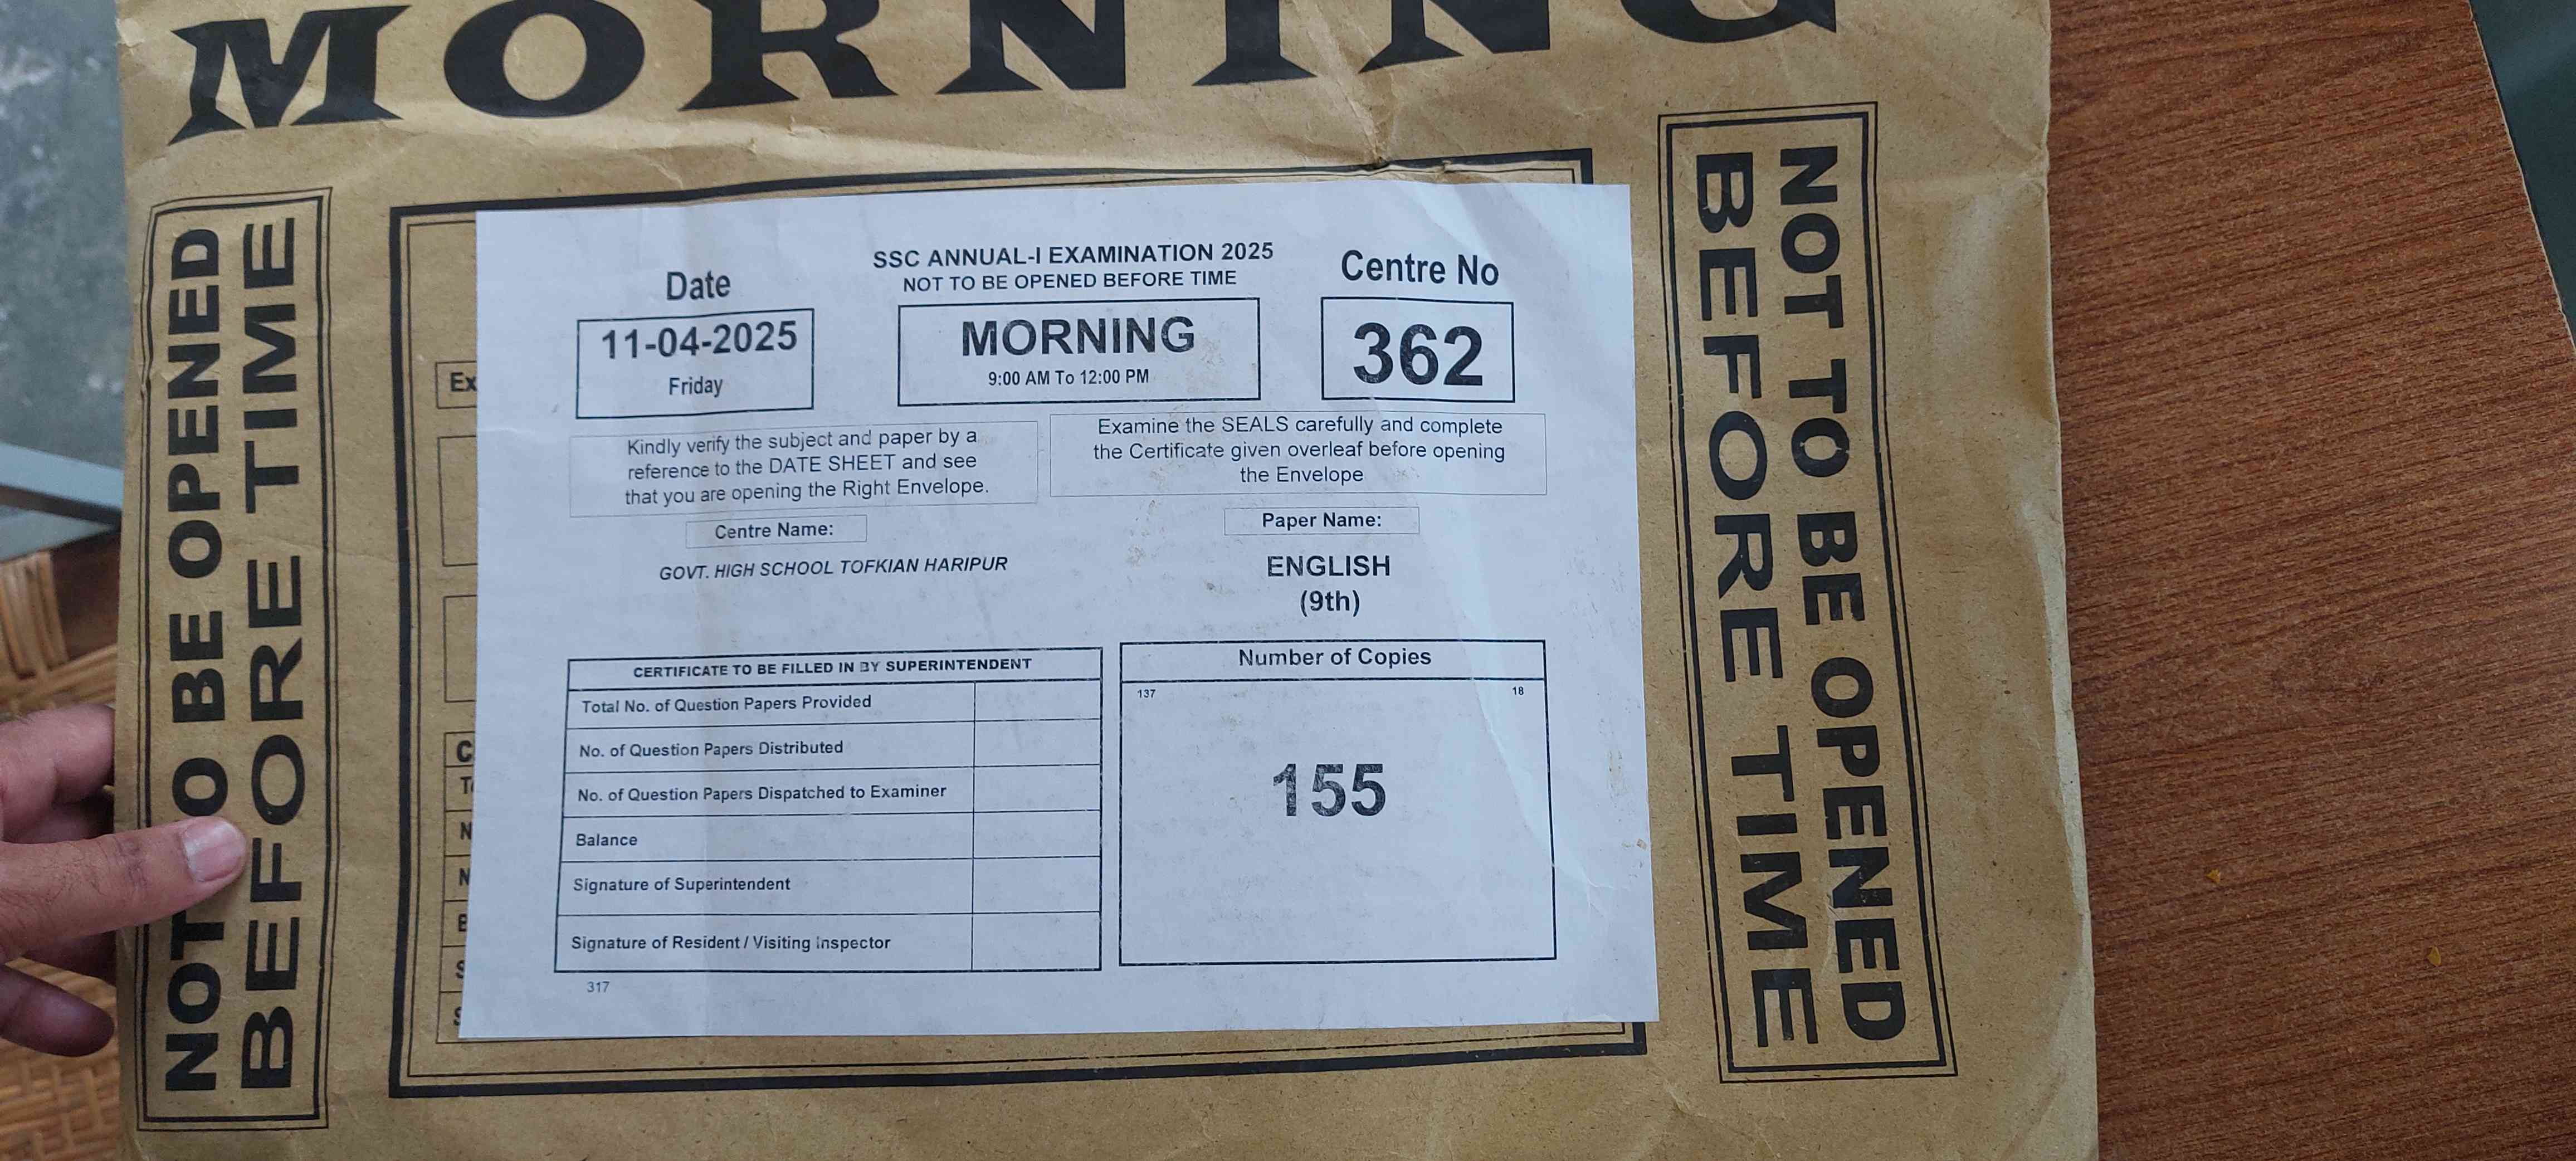 MORNING
NOT TO BE OPENED
BEFORE TIME
SSC ANNUAL-I EXAMINATION 2025
NOT TO BE OPENED BEFORE TIME
Date
11-04-2025
Friday
MORNING
9:00 AM To 12:00 PM
Centre No
362
Kindly verify the subject and paper by a
reference to the DATE SHEET and see
that you are opening the Right Envelope.
Examine the SEALS carefully and complete
the Certificate given overleaf before opening
the Envelope
Centre Name:
GOVT. HIGH SCHOOL TOFKIAN HARIPUR
Paper Name:
ENGLISH
(9th)
CERTIFICATE TO BE FILLED IN BY SUPERINTENDENT
Total No. of Question Papers Provided
No. of Question Papers Distributed
No. of Question Papers Dispatched to Examiner
Balance
Signature of Superintendent
Signature of Resident / Visiting Inspector
317
Number of Copies
137 18
155
NOT TO BE OPENED
BEFORE TIME